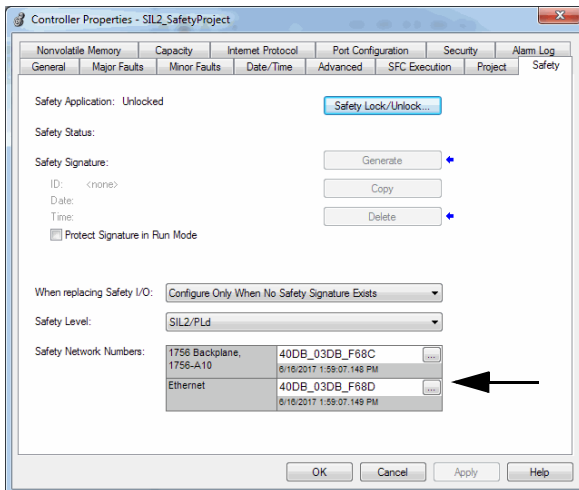 Controller Properties - SIL2_SafetyProject
Nonvolatile Memory Capacity Internet Protocol Port Configuration Security Alarm Log
General Major Faults Minor Faults Date/Time Advanced SFC Execution Project Safety
Safety Application: Unlocked
Safety Lock/Unlock...
Safety Status:
Safety Signature:
Generate
ID: <none>
Copy
Date:
Time:
Delete
Protect Signature in Run Mode
When replacing Safety I/O: Configure Only When No Safety Signature Exists
Safety Level: SIL2/PLd
Safety Network Numbers: 1756 Backplane, 40DB_03DB_F68C ...
1756-A10 6/16/2017 1:59:07.148 PM
Ethernet 40DB_03DB_F68D ...
6/16/2017 1:59:07.149 PM
OK Cancel Apply Help